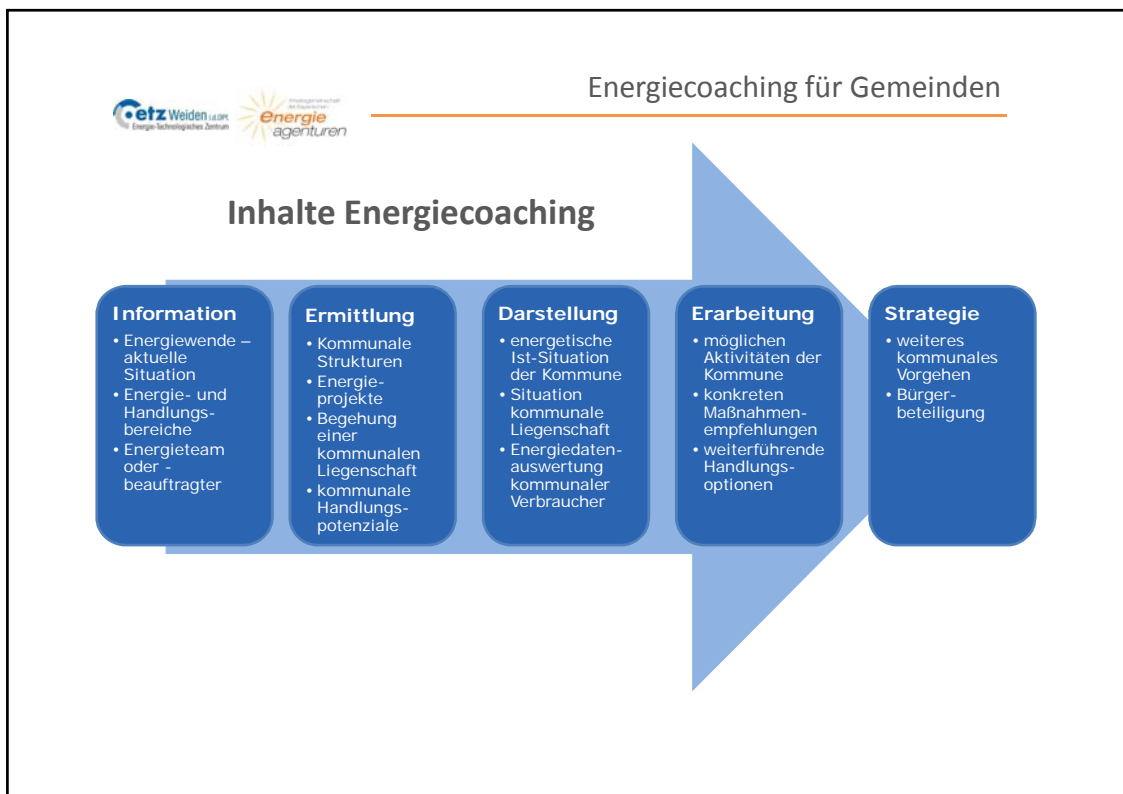 Energiecoaching für Gemeinden
etz Weiden i.d.OPf.
Energie-Technologisches Zentrum
energie
agenturen
Inhalte Energiecoaching
Information
• Energiewende –
aktuelle
Situation
• Energie- und
Handlungs-
bereiche
• Energieteam
oder -
beauftragter
Ermittlung
• Kommunale
Strukturen
• Energie-
projekte
• Begehung
einer
kommunalen
Liegenschaft
• kommunale
Handlungs-
potenziale
Darstellung
• energetische
Ist-Situation
der Kommune
• Situation
kommunale
Liegenschaft
• Energiedaten-
auswertung
kommunaler
Verbraucher
Erarbeitung
• möglichen
Aktivitäten der
Kommune
• konkreten
Maßnahmen-
empfehlungen
• weiterführende
Handlungs-
optionen
Strategie
• weiteres
kommunales
Vorgehen
• Bürger-
beteiligung